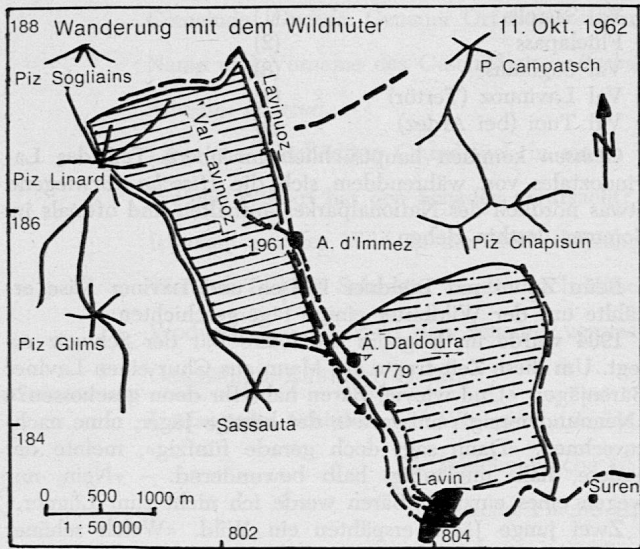 188 Wanderung mit dem Wildhüter 11. Okt. 1962
Piz Sogliains
P. Campatsch
Lavinuoz
Val Lavinuoz
N
Piz Linard
186
1961 A. d'Immez
Piz Chapisun
Piz Glims
A. Daldoura
1779
184
Sassauta
Lavin
Suren
0 500 1000 m
1
50 000
802
804